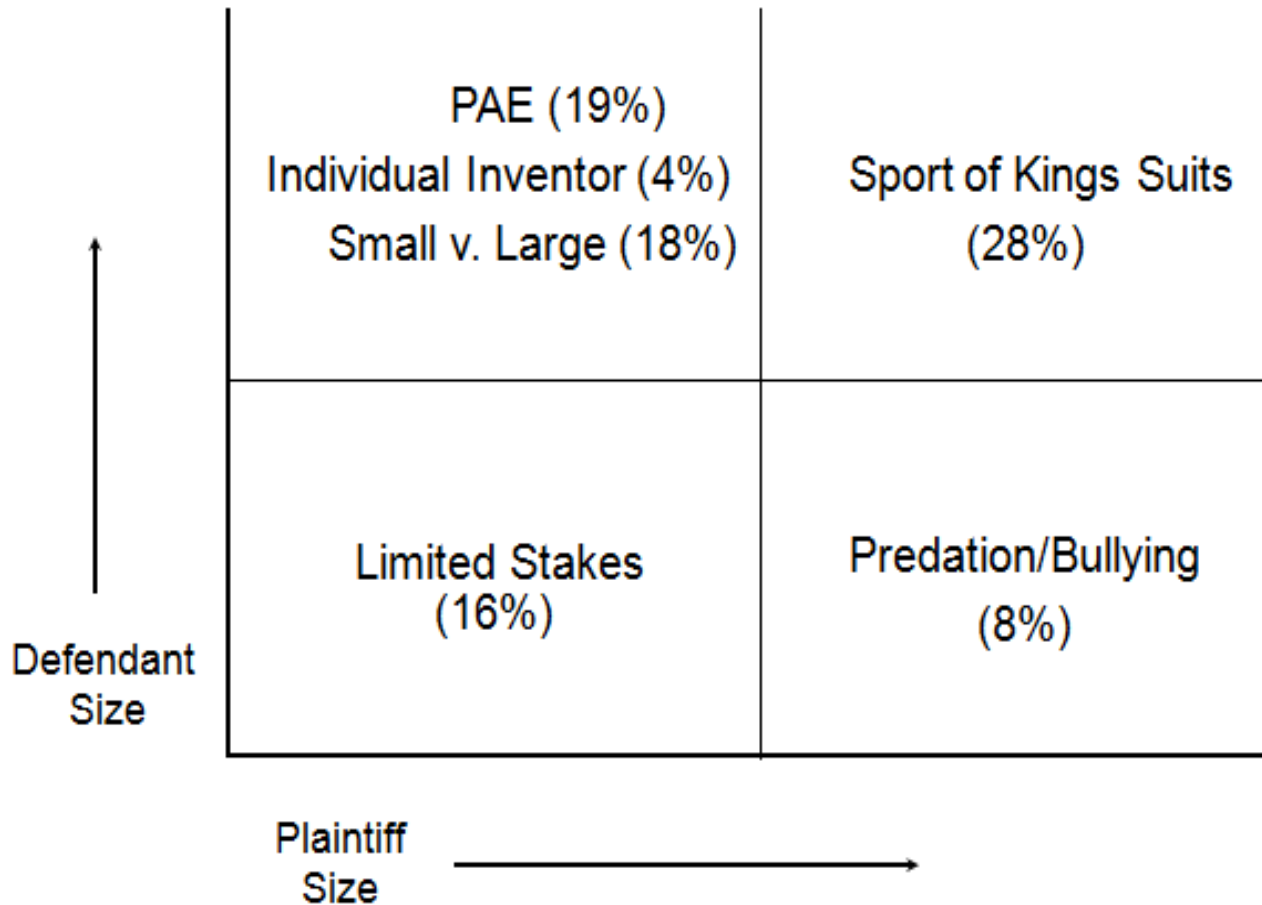 PAE (19%)
Individual Inventor (4%)
Small v. Large (18%)
Sport of Kings Suits
(28%)
Limited Stakes
(16%)
Predation/Bullying
(8%)
Defendant
Size
Plaintiff
Size